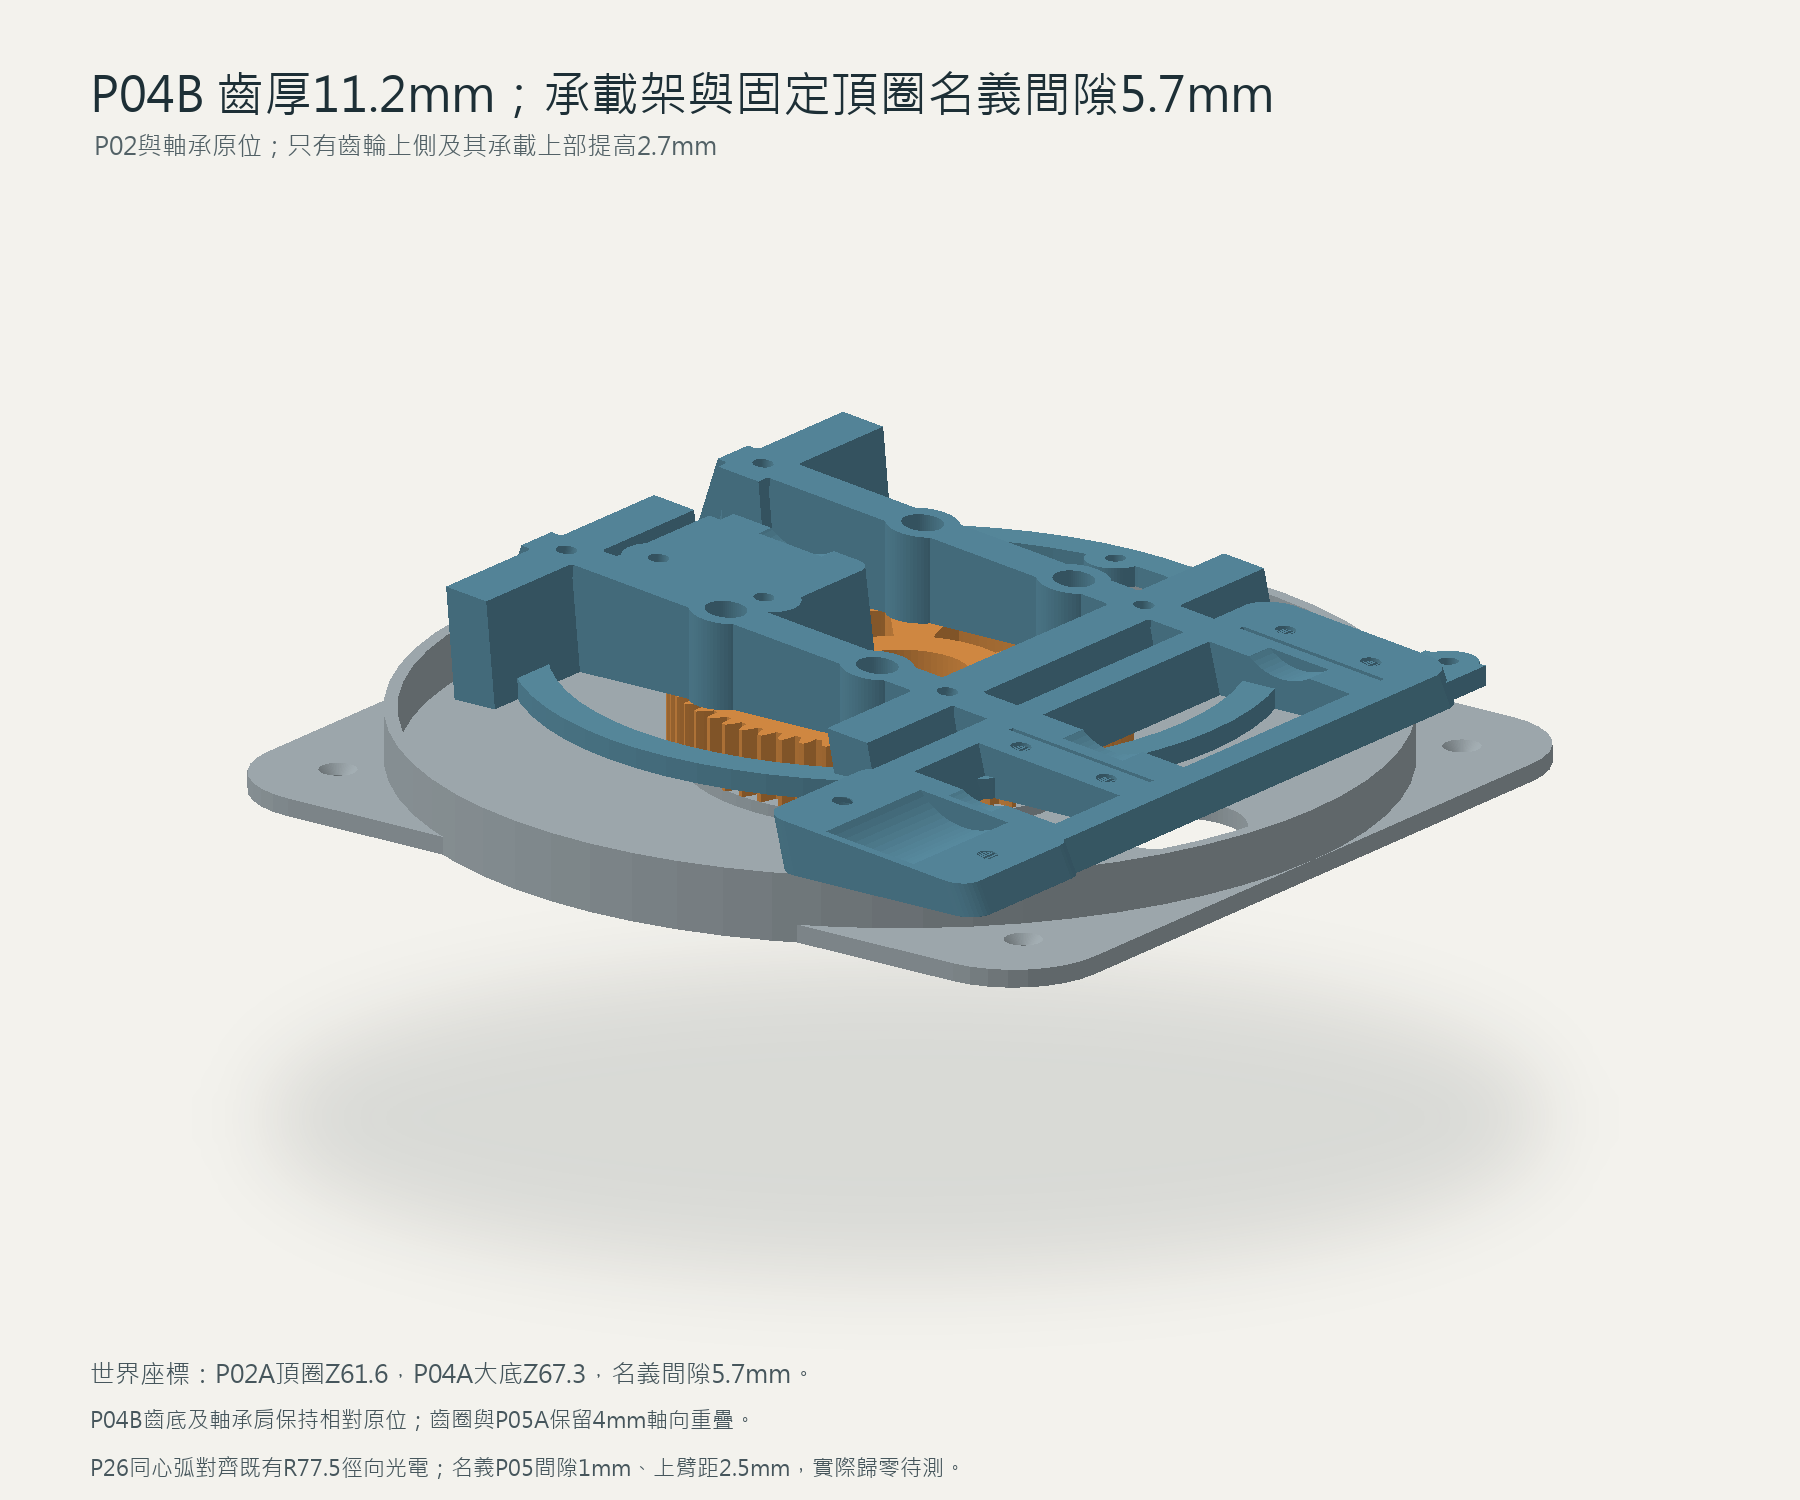 P04B 齒厚11.2mm；承載架與固定頂圈名義間隙5.7mm
P02與軸承原位；只有齒輪上側及其承載上部提高2.7mm
世界座標：P02A頂圈Z61.6，P04A大底Z67.3，名義間隙5.7mm。
P04B齒底及軸承肩保持相對原位；齒圈與P05A保留4mm軸向重疊。
P26同心弧對齊既有R77.5徑向光電；名義P05間隙1mm、上臂距2.5mm，實際歸零待測。